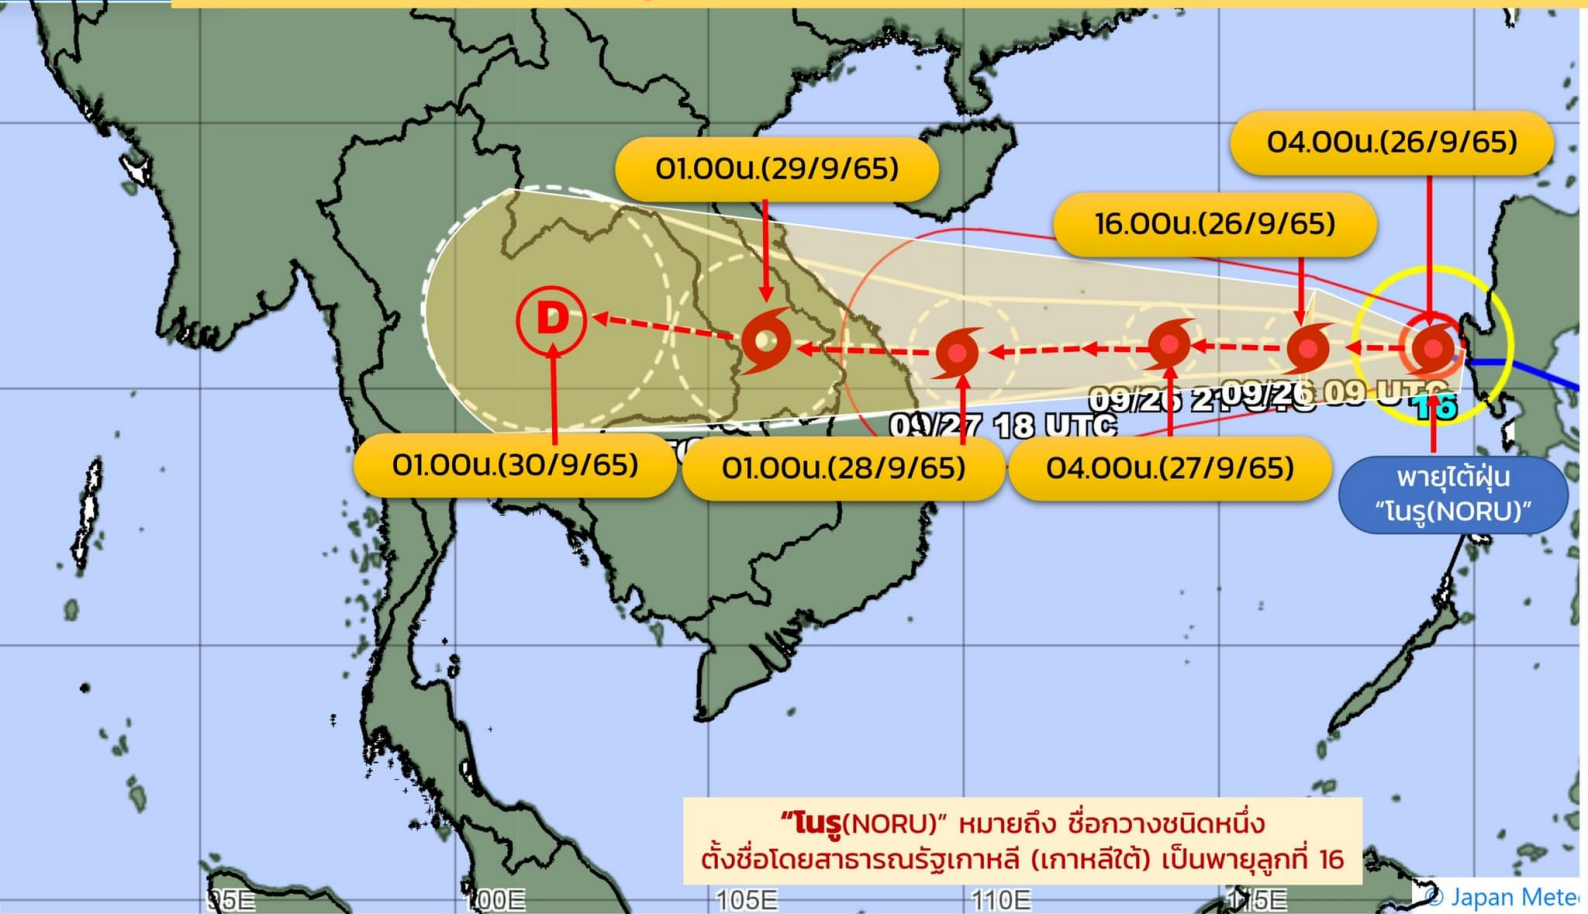 04.00น.(26/9/65)
01.00น.(29/9/65)
16.00น.(26/9/65)
D
09/26 09 UTC
09/26 2
16
09/27 18 UTC
01.00น.(30/9/65)
01.00น.(28/9/65)
04.00น.(27/9/65)
พายุไต้ฝุ่น
“โนรู(NORU)”
“โนรู(NORU)” หมายถึง ชื่อกวางชนิดหนึ่ง
ตั้งชื่อโดยสาธารณรัฐเกาหลี (เกาหลีใต้) เป็นพายุลูกที่ 16
95E
100E
105E
110E
115E
© Japan Mete